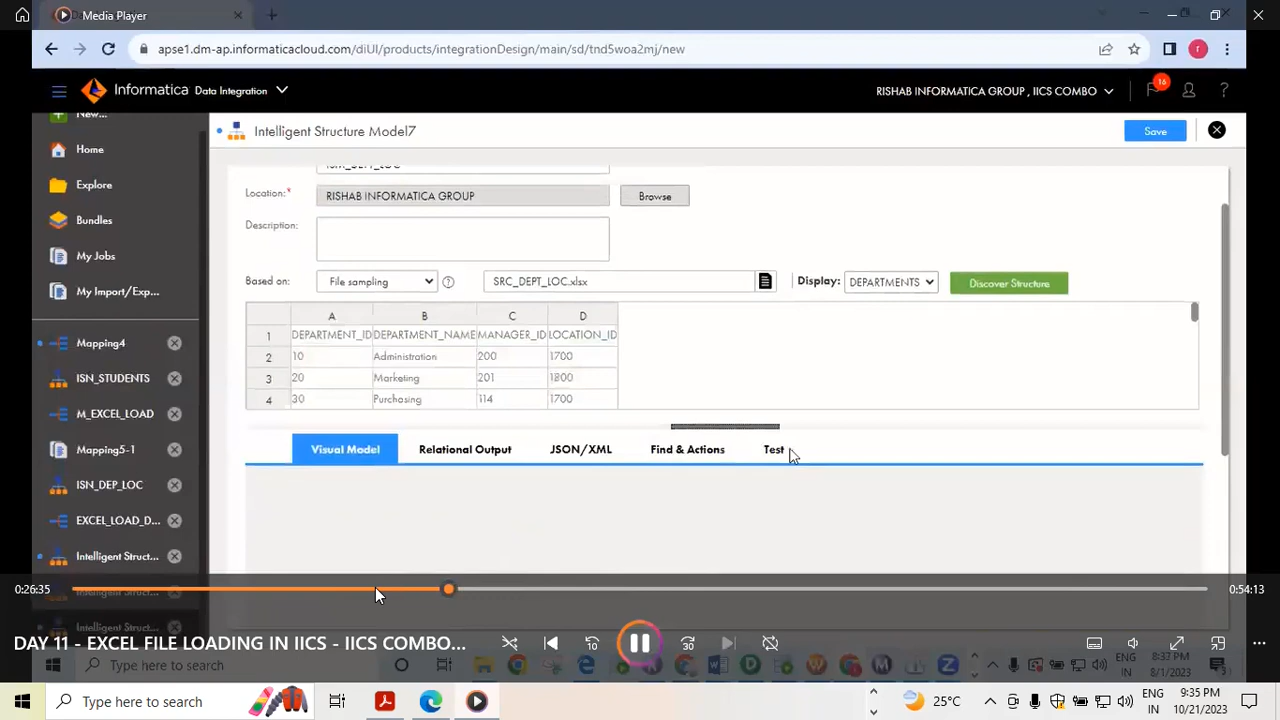 Media Player
apse1.dm-ap.informaticacloud.com/diUI/products/integrationDesign/main/sd/tnd5woa2mj/new
Informatica Data Integration
RISHAB INFORMATICA GROUP , IICS COMBO
16
New...
Intelligent Structure Model7
Save
Home
Location:* RISHAB INFORMATICA GROUP Browse
Explore
Bundles
Description:
My Jobs
My Import/Exp...
Based on: File sampling SRC_DEPT_LOC.xlsx Display: DEPARTMENTS Discover Structure
A B C D
1 DEPARTMENT_ID DEPARTMENT_NAME MANAGER_ID LOCATION_ID
2 10 Administration 200 1700
3 20 Marketing 201 1800
4 30 Purchasing 114 1700
Mapping4
ISN_STUDENTS
M_EXCEL_LOAD
Mapping5-1
ISN_DEP_LOC
EXCEL_LOAD_D...
Intelligent Struct...
Visual Model Relational Output JSON/XML Find & Actions Test
0:26:35
0:54:13
DAY 11 - EXCEL FILE LOADING IN IICS - IICS COMBO...
10
30
Type here to search
ENG
IN
8:37 PM
8/1/2023
Type here to search
25°C
ENG
IN
9:35 PM
10/21/2023